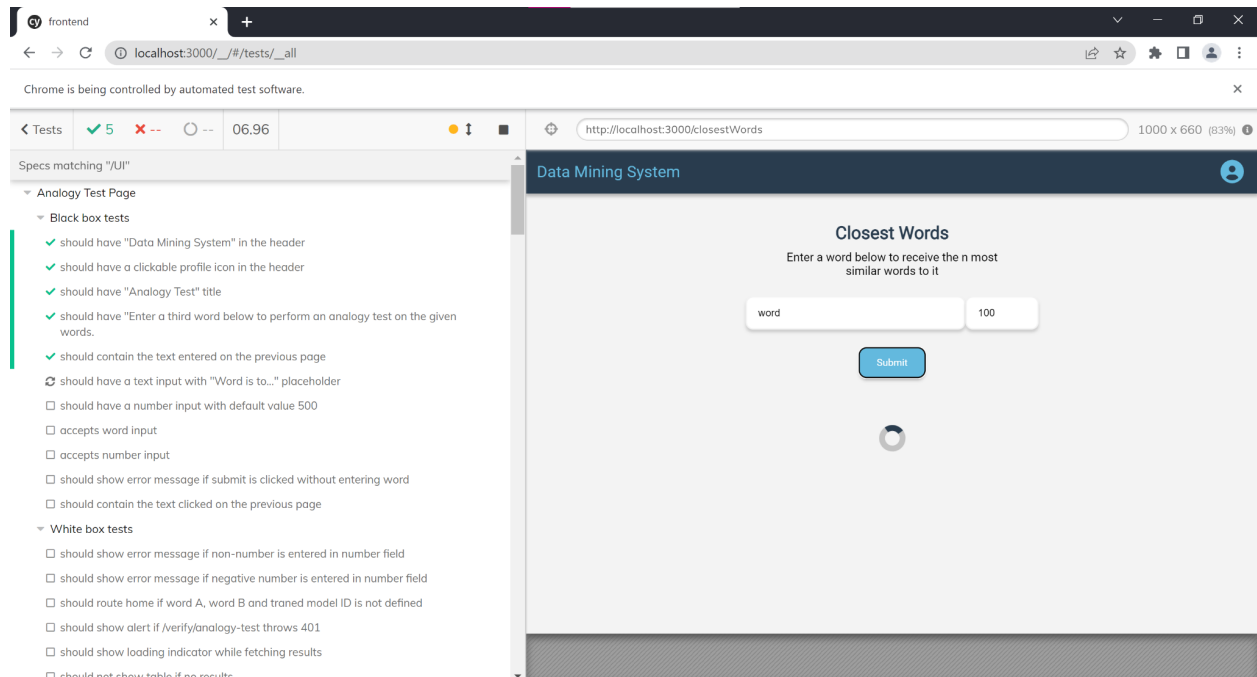 cy frontend
localhost:3000/__/#/tests/__all
Chrome is being controlled by automated test software.
Tests 5 -- -- 06.96
http://localhost:3000/closestWords 1000 x 660 (83%)
Specs matching "/UI"
Analogy Test Page
Black box tests
should have "Data Mining System" in the header
should have a clickable profile icon in the header
should have "Analogy Test" title
should have "Enter a third word below to perform an analogy test on the given
words.
should contain the text entered on the previous page
should have a text input with "Word is to..." placeholder
should have a number input with default value 500
accepts word input
accepts number input
should show error message if submit is clicked without entering word
should contain the text clicked on the previous page
White box tests
should show error message if non-number is entered in number field
should show error message if negative number is entered in number field
should route home if word A, word B and traned model ID is not defined
should show alert if /verify/analogy-test throws 401
should show loading indicator while fetching results
should not show table if no results
Data Mining System
Closest Words
Enter a word below to receive the n most
similar words to it
word 100
Submit